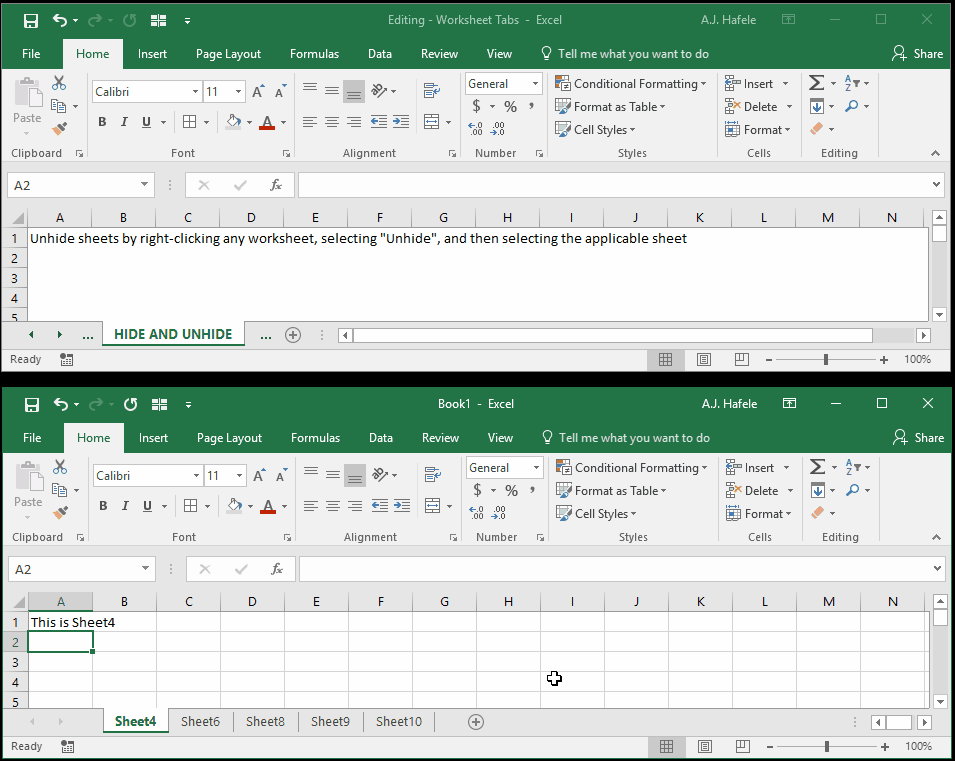 Editing - Worksheet Tabs - Excel A.J. Hafele
File Home Insert Page Layout Formulas Data Review View Tell me what you want to do Share
Paste Calibri 11 A A General Conditional Formatting Insert Σ A Z
B I U A $ % , Format as Table Delete
.00 .0 Cell Styles Format
Clipboard Font Alignment Number Styles Cells Editing
A2 fx
A B C D E F G H I J K L M N
1 Unhide sheets by right-clicking any worksheet, selecting "Unhide", and then selecting the applicable sheet
2
3
4
5
... HIDE AND UNHIDE ...
Ready 100%
Book1 - Excel A.J. Hafele
File Home Insert Page Layout Formulas Data Review View Tell me what you want to do Share
Paste Calibri 11 A A General Conditional Formatting Insert Σ A Z
B I U A $ % , Format as Table Delete
.00 .0 Cell Styles Format
Clipboard Font Alignment Number Styles Cells Editing
A2 fx
A B C D E F G H I J K L M N
1 This is Sheet4
2
3
4
5
Sheet4 Sheet6 Sheet8 Sheet9 Sheet10
Ready 100%